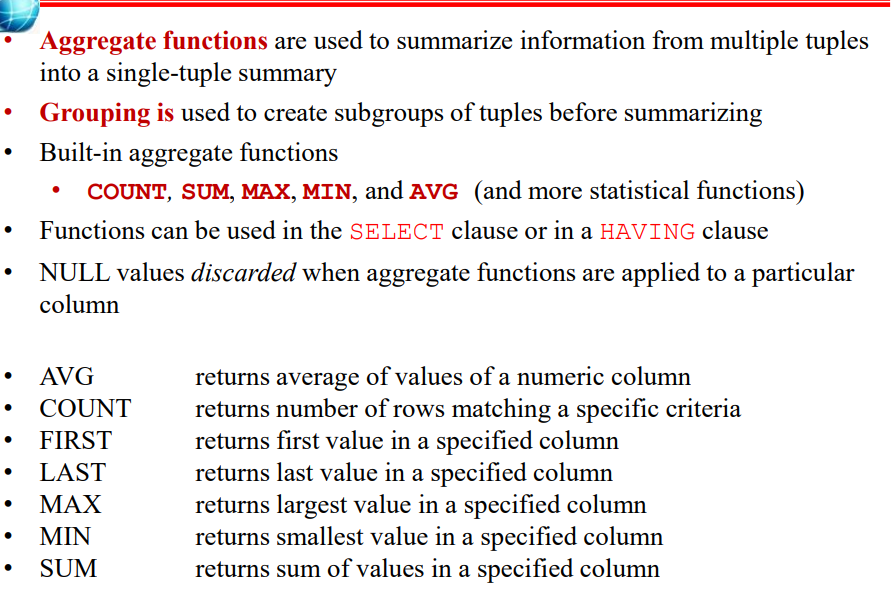 • Aggregate functions are used to summarize information from multiple tuples
into a single-tuple summary
• Grouping is used to create subgroups of tuples before summarizing
• Built-in aggregate functions
• COUNT, SUM, MAX, MIN, and AVG (and more statistical functions)
• Functions can be used in the SELECT clause or in a HAVING clause
• NULL values discarded when aggregate functions are applied to a particular
column
• AVG returns average of values of a numeric column
• COUNT returns number of rows matching a specific criteria
• FIRST returns first value in a specified column
• LAST returns last value in a specified column
• MAX returns largest value in a specified column
• MIN returns smallest value in a specified column
• SUM returns sum of values in a specified column